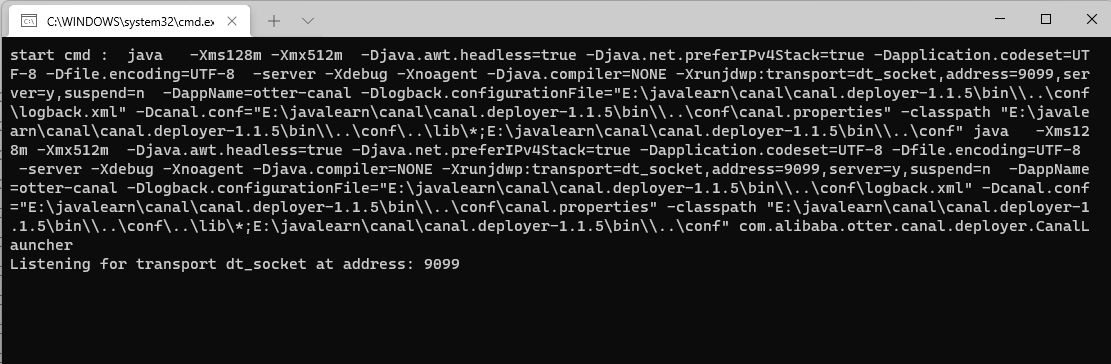 C:\WINDOWS\system32\cmd.ex
start cmd :  java   -Xms128m -Xmx512m  -Djava.awt.headless=true -Djava.net.preferIPv4Stack=true -Dapplication.codeset=UT
F-8 -Dfile.encoding=UTF-8  -server -Xdebug -Xnoagent -Djava.compiler=NONE -Xrunjdwp:transport=dt_socket,address=9099,ser
ver=y,suspend=n  -DappName=otter-canal -Dlogback.configurationFile="E:\javalearn\canal\canal.deployer-1.1.5\bin\\..\conf
\logback.xml" -Dcanal.conf="E:\javalearn\canal\canal.deployer-1.1.5\bin\\..\conf\canal.properties" -classpath "E:\javale
arn\canal\canal.deployer-1.1.5\bin\\..\conf\..\lib\*;E:\javalearn\canal\canal.deployer-1.1.5\bin\\..\conf" java   -Xms12
8m -Xmx512m  -Djava.awt.headless=true -Djava.net.preferIPv4Stack=true -Dapplication.codeset=UTF-8 -Dfile.encoding=UTF-8
 -server -Xdebug -Xnoagent -Djava.compiler=NONE -Xrunjdwp:transport=dt_socket,address=9099,server=y,suspend=n  -DappName
=otter-canal -Dlogback.configurationFile="E:\javalearn\canal\canal.deployer-1.1.5\bin\\..\conf\logback.xml" -Dcanal.conf
="E:\javalearn\canal\canal.deployer-1.1.5\bin\\..\conf\canal.properties" -classpath "E:\javalearn\canal\canal.deployer-1
.1.5\bin\\..\conf\..\lib\*;E:\javalearn\canal\canal.deployer-1.1.5\bin\\..\conf" com.alibaba.otter.canal.deployer.CanalL
auncher
Listening for transport dt_socket at address: 9099